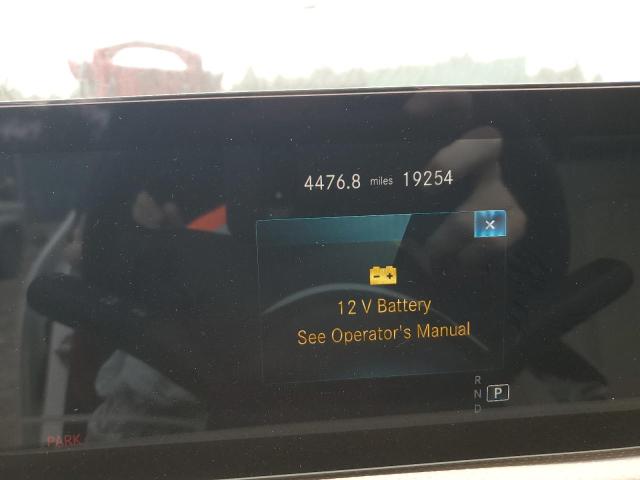 4476.8 miles 19254
12 V Battery
See Operator's Manual
R
N P
D
PARK